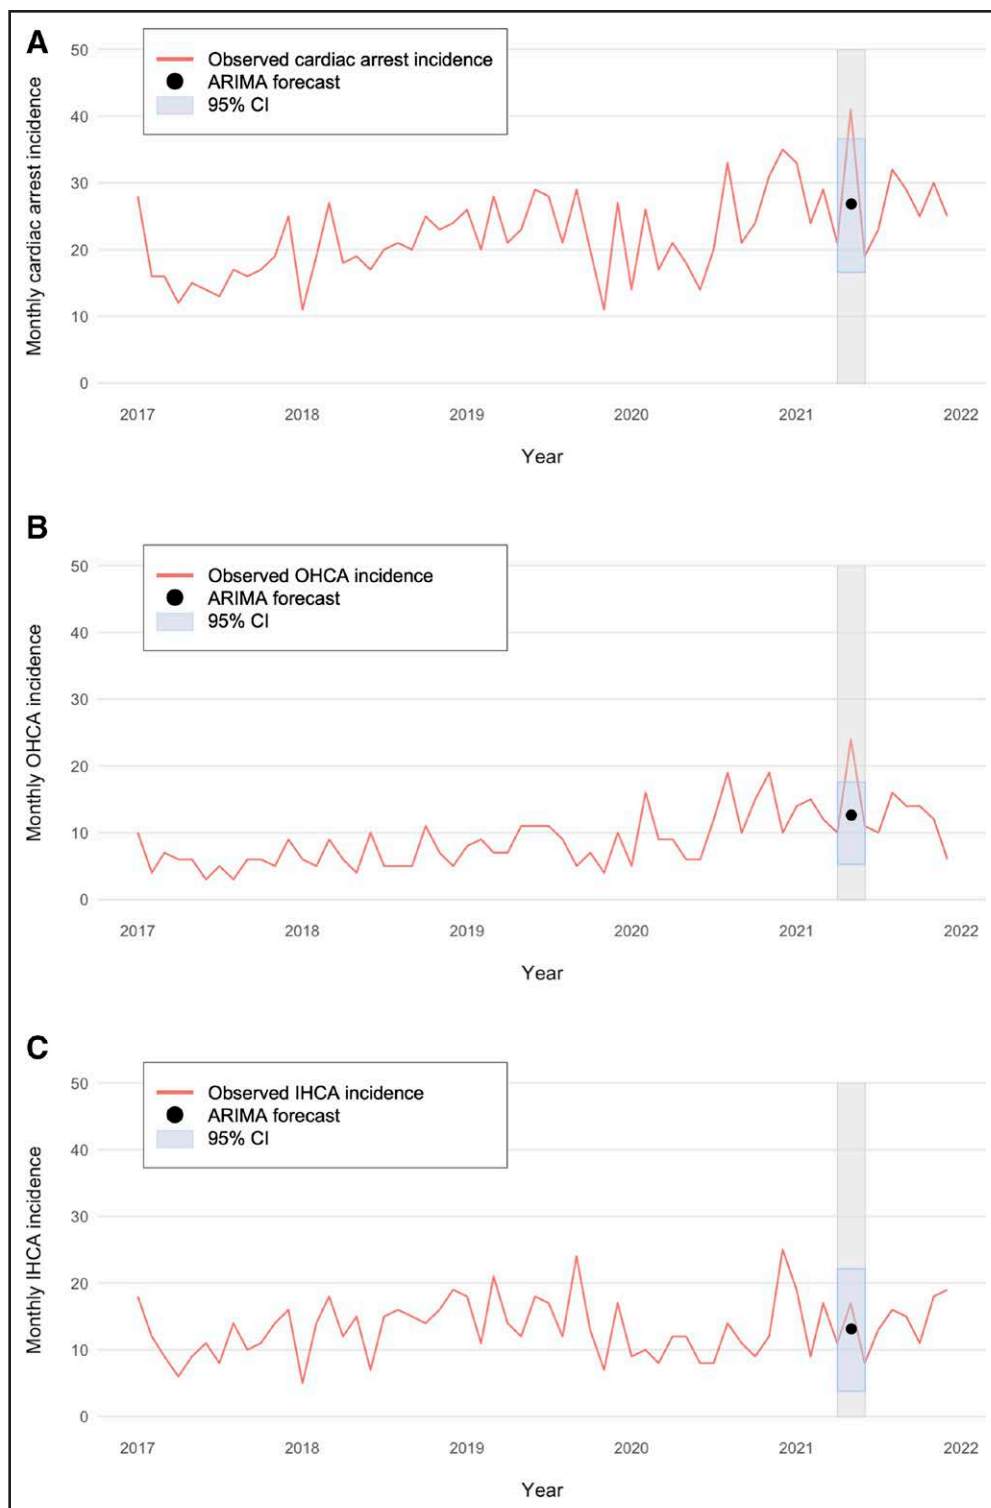 A
Observed cardiac arrest incidence
ARIMA forecast
95% CI
Monthly cardiac arrest incidence
50
40
30
20
10
0
2017 2018 2019 2020 2021 2022
Year
B
Observed OHCA incidence
ARIMA forecast
95% CI
Monthly OHCA incidence
50
40
30
20
10
0
2017 2018 2019 2020 2021 2022
Year
C
Observed IHCA incidence
ARIMA forecast
95% CI
Monthly IHCA incidence
50
40
30
20
10
0
2017 2018 2019 2020 2021 2022
Year